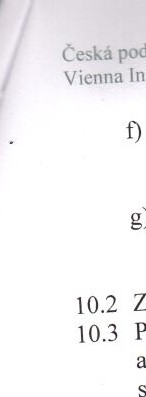 Česká pod
Vienna In
f)
g)
10.2 Z
10.3 P
a
s